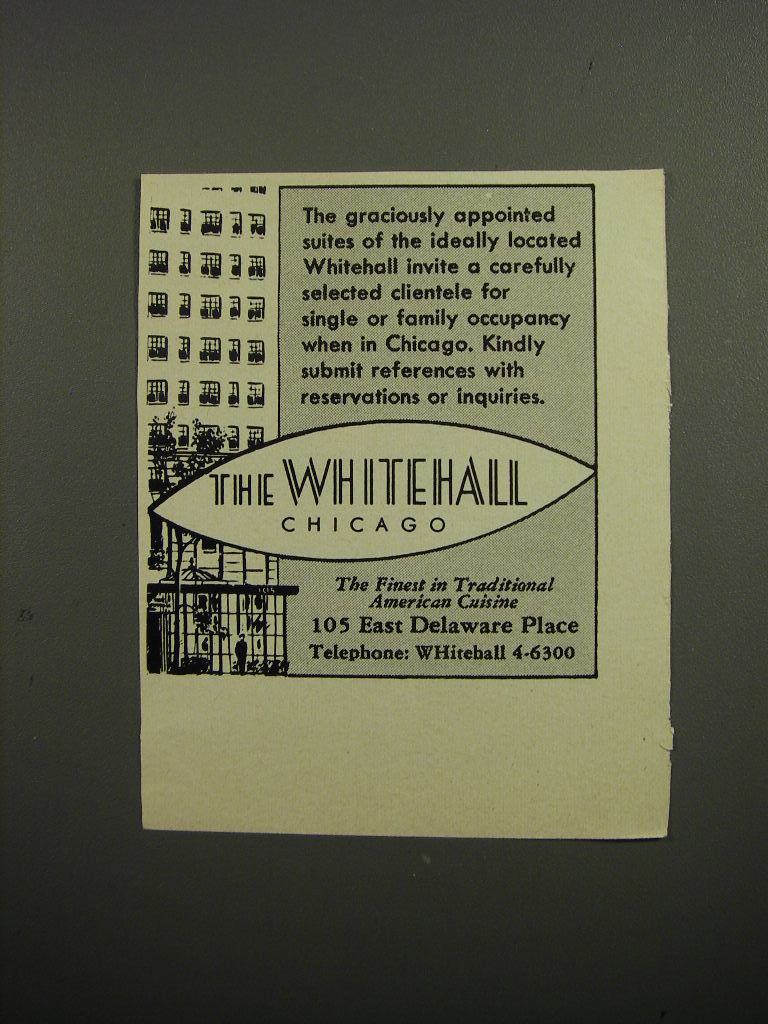 The graciously appointed
suites of the ideally located
Whitehall invite a carefully
selected clientele for
single or family occupancy
when in Chicago. Kindly
submit references with
reservations or inquiries.
THE WHITEHALL
CHICAGO
105
The Finest in Traditional
American Cuisine
105 East Delaware Place
Telephone: WHitehall 4-6300